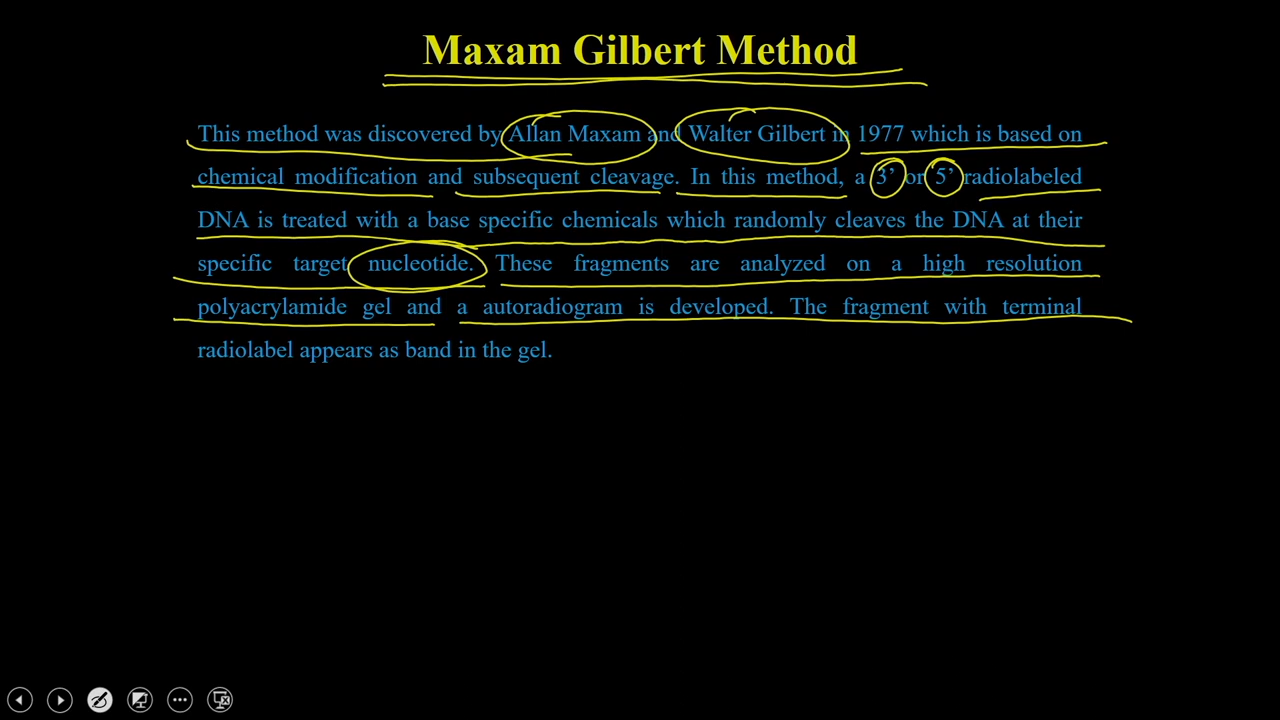 Maxam Gilbert Method
This method was discovered by Allan Maxam and Walter Gilbert in 1977 which is based on
chemical modification and subsequent cleavage. In this method, a 3’ or 5’ radiolabeled
DNA is treated with a base specific chemicals which randomly cleaves the DNA at their
specific target nucleotide. These fragments are analyzed on a high resolution
polyacrylamide gel and a autoradiogram is developed. The fragment with terminal
radiolabel appears as band in the gel.